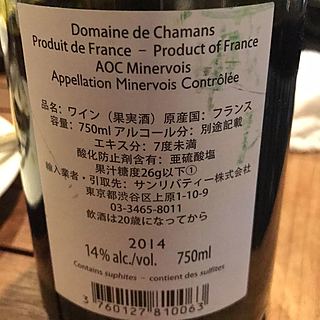 Domaine de Chamans
Produit de France – Product of France
AOC Minervois
Appellation Minervois Contrôlée
品名：ワイン（果実酒）原産国：フランス
容量：750ml アルコール分：別途記載
エキス分：7度未満
酸化防止剤含有：亜硫酸塩
果汁糖度26g以下①
輸入業者・引取先：サンリバティー株式会社
東京都渋谷区上原1-10-9
03-3465-8011
飲酒は20歳になってから
2014
14% alc./vol. 750ml
Contains sulphites – contient des sulfites
3 760127 810063